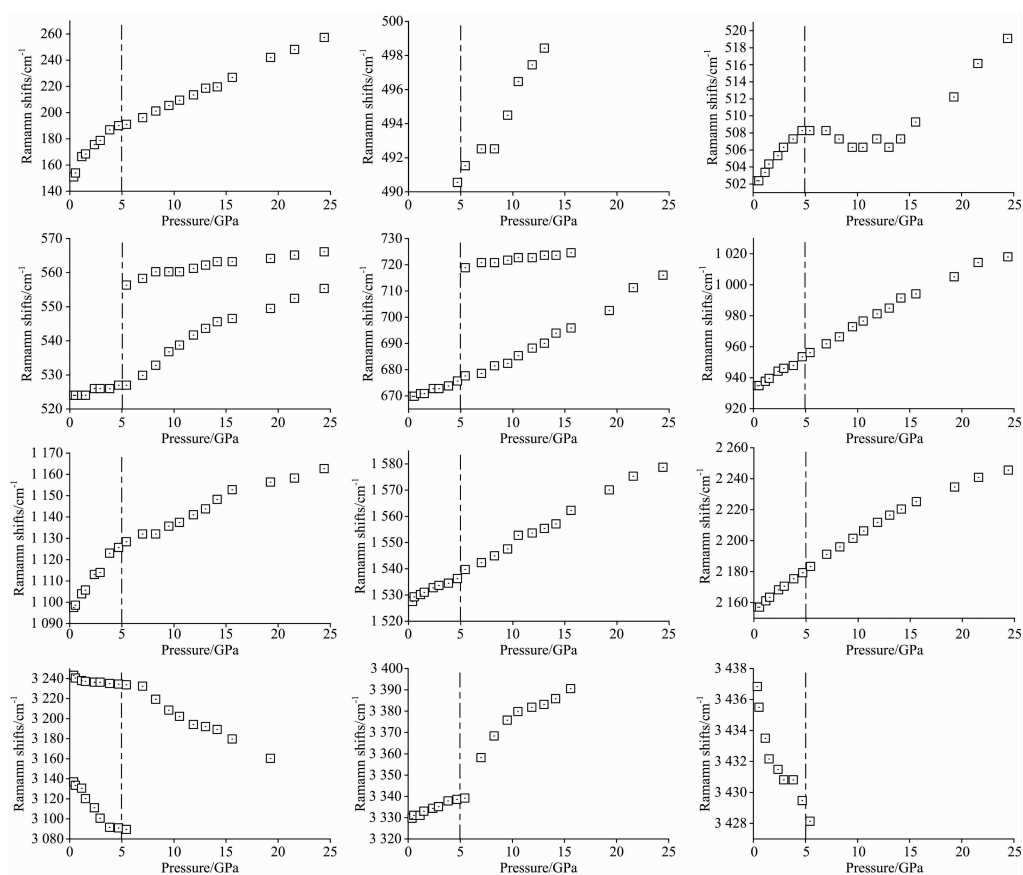 Ramamn shifts/cm-1
260
240
220
200
180
160
140
0 5 10 15 20 25
Pressure/GPa
Ramamn shifts/cm-1
500
498
496
494
492
490
0 5 10 15 20 25
Pressure/GPa
Ramamn shifts/cm-1
520
518
516
514
512
510
508
506
504
502
0 5 10 15 20 25
Pressure/GPa
Ramamn shifts/cm-1
570
560
550
540
530
520
0 5 10 15 20 25
Pressure/GPa
Ramamn shifts/cm-1
730
720
710
700
690
680
670
0 5 10 15 20 25
Pressure/GPa
Ramamn shifts/cm-1
1 020
1 000
980
960
940
920
0 5 10 15 20 25
Pressure/GPa
Ramamn shifts/cm-1
1 170
1 160
1 150
1 140
1 130
1 120
1 110
1 100
1 090
0 5 10 15 20 25
Pressure/GPa
Ramamn shifts/cm-1
1 580
1 570
1 560
1 550
1 540
1 530
1 520
0 5 10 15 20 25
Pressure/GPa
Ramamn shifts/cm-1
2 260
2 240
2 220
2 200
2 180
2 160
0 5 10 15 20 25
Pressure/GPa
Ramamn shifts/cm-1
3 240
3 220
3 200
3 180
3 160
3 140
3 120
3 100
3 080
0 5 10 15 20 25
Pressure/GPa
Ramamn shifts/cm-1
3 400
3 390
3 380
3 370
3 360
3 350
3 340
3 330
3 320
0 5 10 15 20 25
Pressure/GPa
Ramamn shifts/cm-1
3 438
3 436
3 434
3 431
3 430
3 428
0 5 10 15 20 25
Pressure/GPa